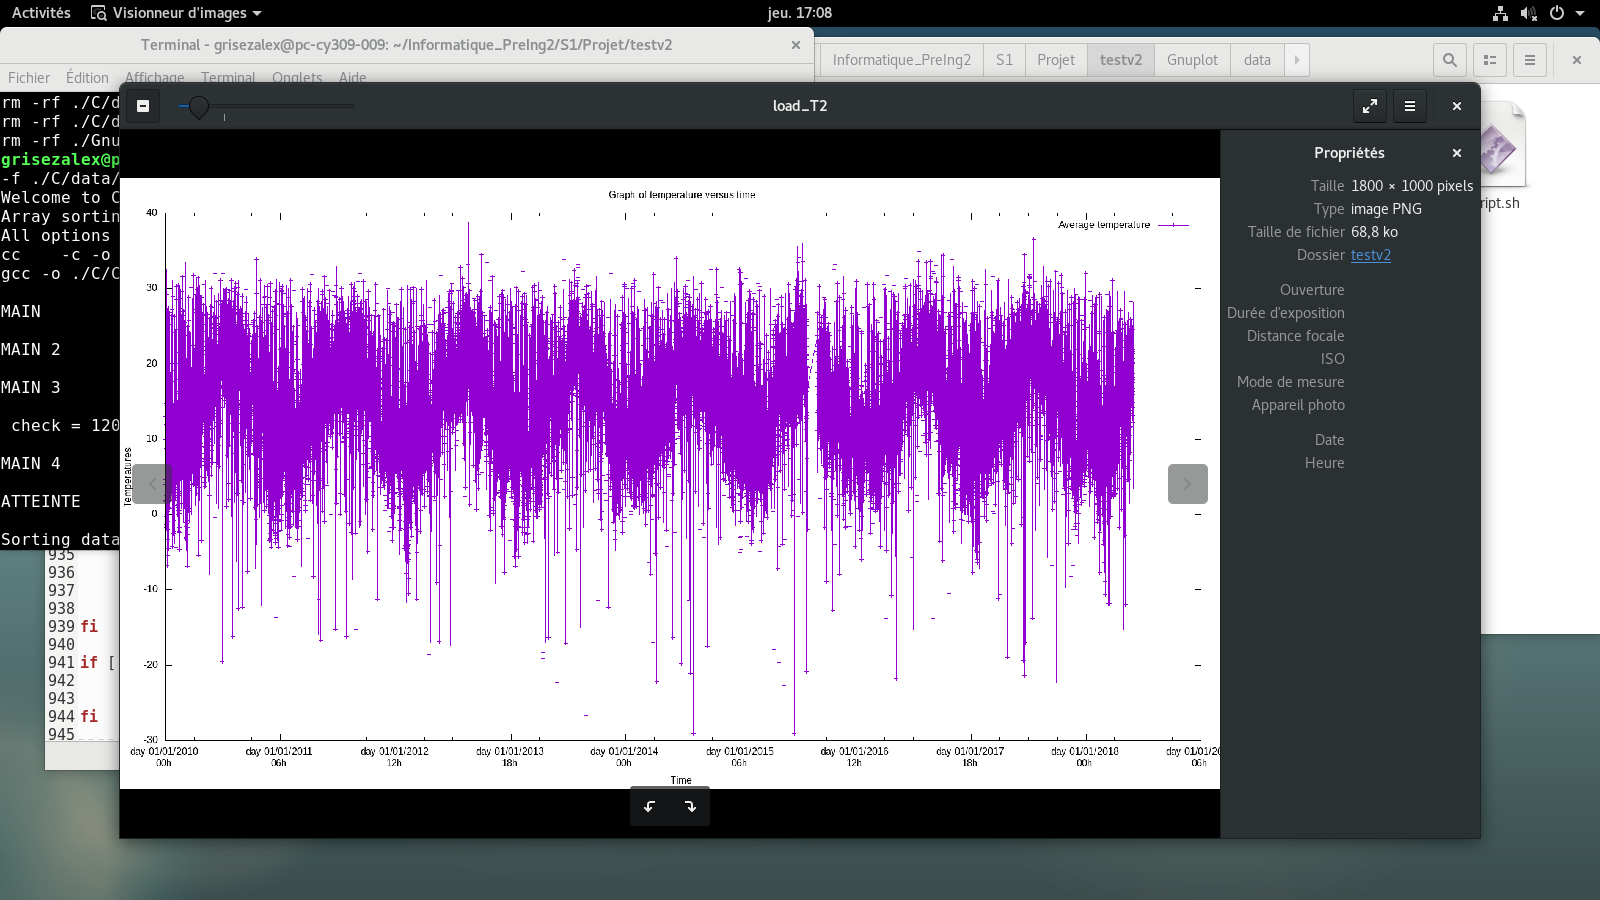 Activités
Visionneur d'images
jeu. 17:08
Terminal - grisezalex@pc-cy309-009: ~/Informatique_PreIng2/S1/Projet/testv2
Fichier Édition Affichage Terminal Onglets Aide
Informatique_PreIng2 S1 Projet testv2 Gnuplot data
rm -rf ./C/d
rm -rf ./C/d
rm -rf ./Gnu
grisezalex@p
-f ./C/data/
Welcome to C
Array sortin
All options
cc -c -o
gcc -o ./C/C
MAIN
MAIN 2
MAIN 3
check = 120
MAIN 4
ATTEINTE
Sorting data
935
936
937
938
939 fi
940
941 if [
942
943
944 fi
945
load_T2
Graph of temperature versus time
Average temperature
Temperatures
40
30
20
10
0
-10
-20
-30
day 01/01/2010 00h
day 01/01/2011 06h
day 01/01/2012 12h
day 01/01/2013 18h
day 01/01/2014 00h
day 01/01/2015 06h
day 01/01/2016 12h
day 01/01/2017 18h
day 01/01/2018 00h
day 01/01/20 06h
Time
Propriétés
Taille 1800 × 1000 pixels
Type image PNG
Taille de fichier 68,8 ko
Dossier testv2
Ouverture
Durée d'exposition
Distance focale
ISO
Mode de mesure
Appareil photo
Date
Heure
ript.sh